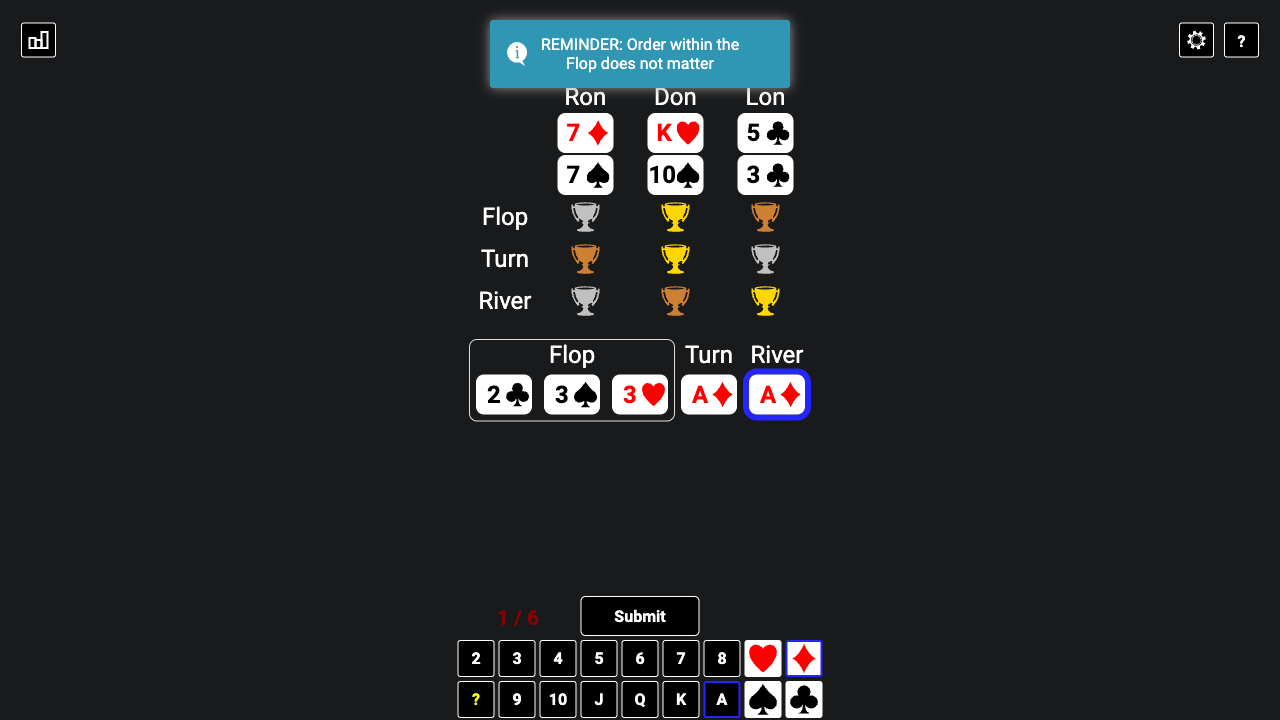 REMINDER: Order within the
Flop does not matter
?
Ron Don Lon
7 K 5
7 10 3
Flop
Turn
River
Flop Turn River
2 3 3 A A
1 / 6 Submit
2 3 4 5 6 7 8
? 9 10 J Q K A